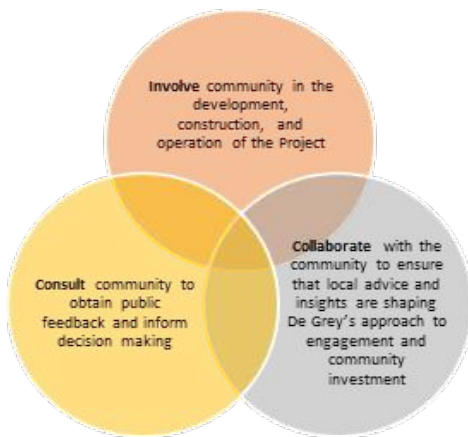 Involve community in the
development,
construction, and
operation of the Project
Consult community to
obtain public
feedback and inform
decision making
Collaborate with the
community to ensure
that local advice and
insights are shaping
De Grey's approach to
engagement and
community
investment